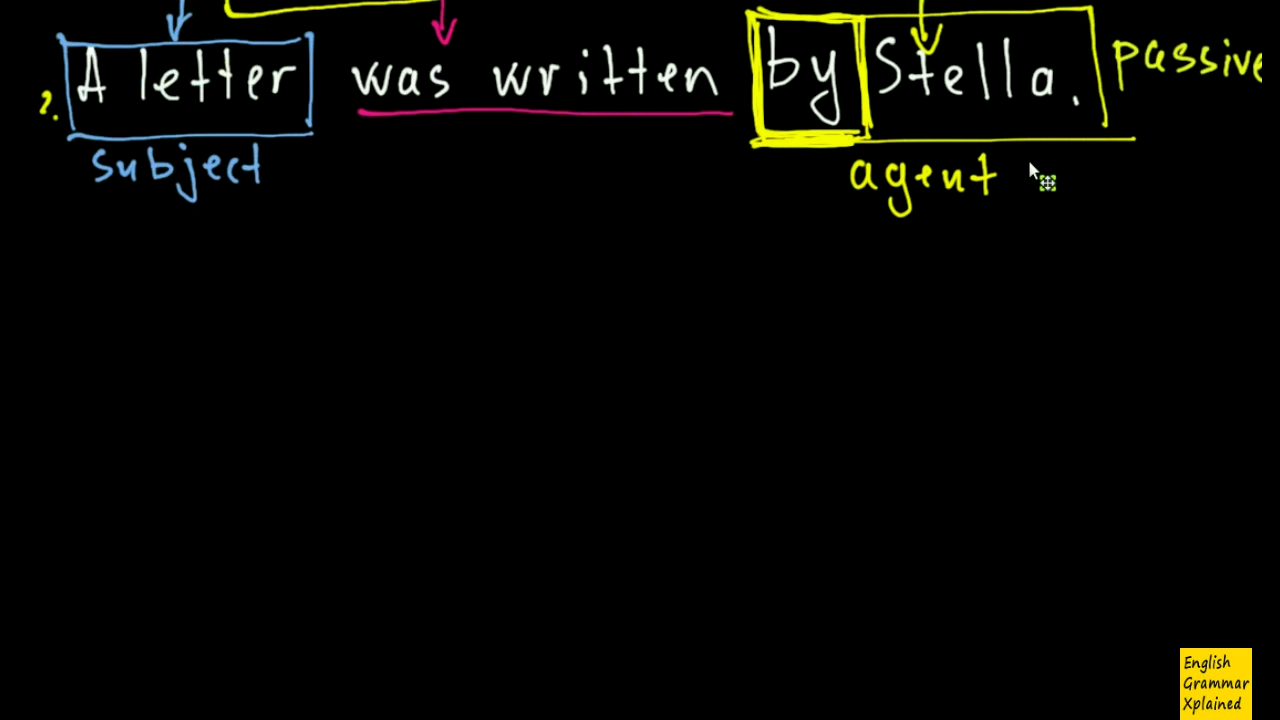 2. A letter was written by Stella. passive
subject agent
English
Grammar
Xplained